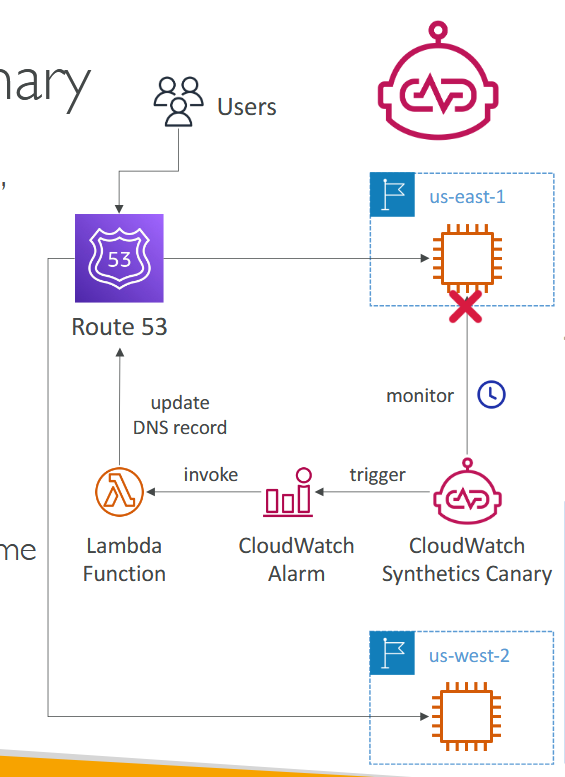 nary
Users
,
us-east-1
53
Route 53
monitor
update
DNS record
invoke
trigger
me
Lambda
Function
CloudWatch
Alarm
CloudWatch
Synthetics Canary
us-west-2